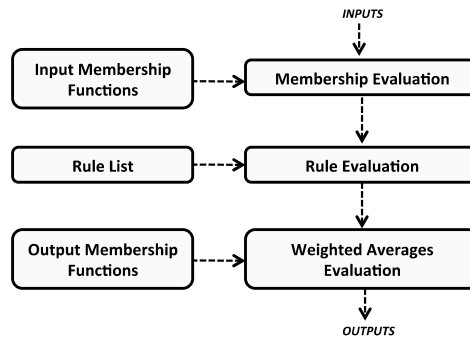 INPUTS
Input Membership
Functions
Membership Evaluation
Rule List
Rule Evaluation
Output Membership
Functions
Weighted Averages
Evaluation
OUTPUTS